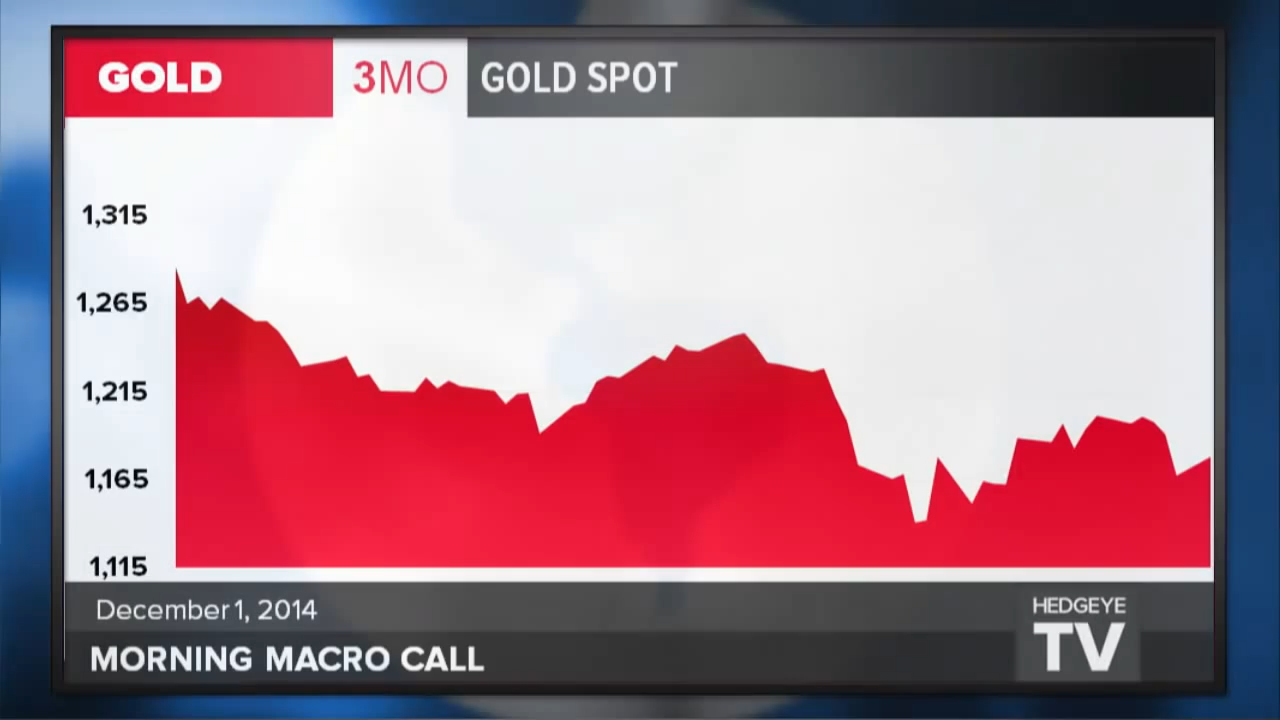 GOLD 3MO GOLD SPOT
1,315
1,265
1,215
1,165
1,115
December 1, 2014
MORNING MACRO CALL
HEDGEYE
TV